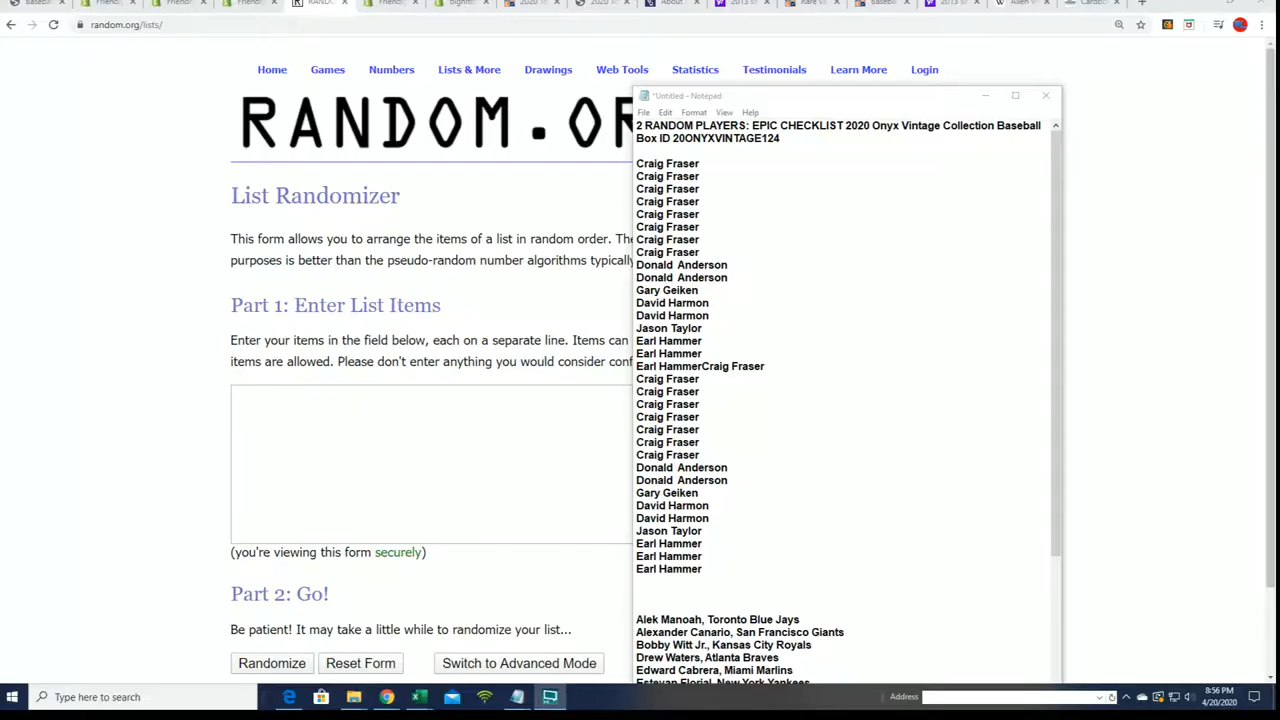 RANDO
Friend
random.org/lists/
Home Games Numbers Lists & More Drawings Web Tools Statistics Testimonials Learn More Login
RANDOM.OR
List Randomizer
This form allows you to arrange the items of a list in random order. The
purposes is better than the pseudo-random number algorithms typically
Part 1: Enter List Items
Enter your items in the field below, each on a separate line. Items can
items are allowed. Please don't enter anything you would consider conf
(you're viewing this form securely)
Part 2: Go!
Be patient! It may take a little while to randomize your list...
Randomize Reset Form Switch to Advanced Mode
*Untitled - Notepad
File Edit Format View Help
2 RANDOM PLAYERS: EPIC CHECKLIST 2020 Onyx Vintage Collection Baseball
Box ID 20ONYXVINTAGE124
Craig Fraser
Craig Fraser
Craig Fraser
Craig Fraser
Craig Fraser
Craig Fraser
Craig Fraser
Craig Fraser
Donald Anderson
Donald Anderson
Gary Geiken
David Harmon
David Harmon
Jason Taylor
Earl Hammer
Earl Hammer
Earl HammerCraig Fraser
Craig Fraser
Craig Fraser
Craig Fraser
Craig Fraser
Craig Fraser
Craig Fraser
Craig Fraser
Donald Anderson
Donald Anderson
Gary Geiken
David Harmon
David Harmon
Jason Taylor
Earl Hammer
Earl Hammer
Earl Hammer
Alek Manoah, Toronto Blue Jays
Alexander Canario, San Francisco Giants
Bobby Witt Jr., Kansas City Royals
Drew Waters, Atlanta Braves
Edward Cabrera, Miami Marlins
Estevan Florial, New York Yankees
Type here to search
Address
8:56 PM
4/20/2020